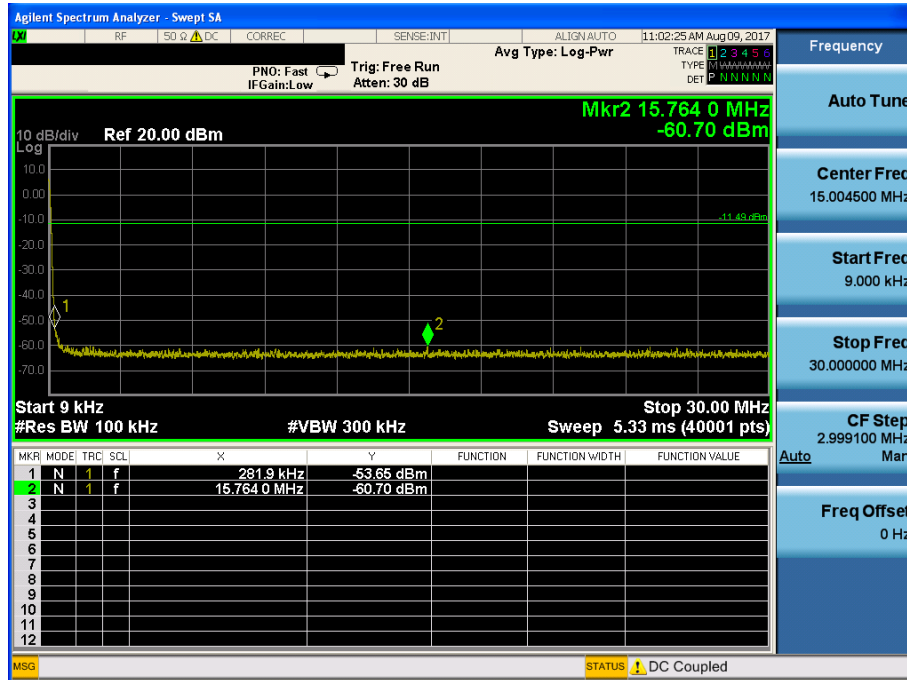 Agilent Spectrum Analyzer - Swept SA
LXI RF 50 Ω DC CORREC SENSE:INT ALIGN AUTO 11:02:25 AM Aug 09, 2017
PNO: Fast
IFGain:Low
Trig: Free Run
Atten: 30 dB
Avg Type: Log-Pwr
TRACE 1 2 3 4 5 6
TYPE M
DET P N N N N N
Mkr2 15.764 0 MHz
-60.70 dBm
10 dB/div Ref 20.00 dBm
Log
10.0
0.00
-10.0
-11.49 dBm
-20.0
-30.0
-40.0
1
-50.0
2
-60.0
-70.0
Start 9 kHz Stop 30.00 MHz
#Res BW 100 kHz #VBW 300 kHz Sweep 5.33 ms (40001 pts)
MKR MODE TRC SCL X Y FUNCTION FUNCTION WIDTH FUNCTION VALUE
1 N 1 f 281.9 kHz -53.65 dBm
2 N 1 f 15.764 0 MHz -60.70 dBm
3
4
5
6
7
8
9
10
11
12
MSG STATUS DC Coupled
Frequency
Auto Tune
Center Freq
15.004500 MHz
Start Freq
9.000 kHz
Stop Freq
30.000000 MHz
CF Step
2.999100 MHz
Auto Man
Freq Offset
0 Hz